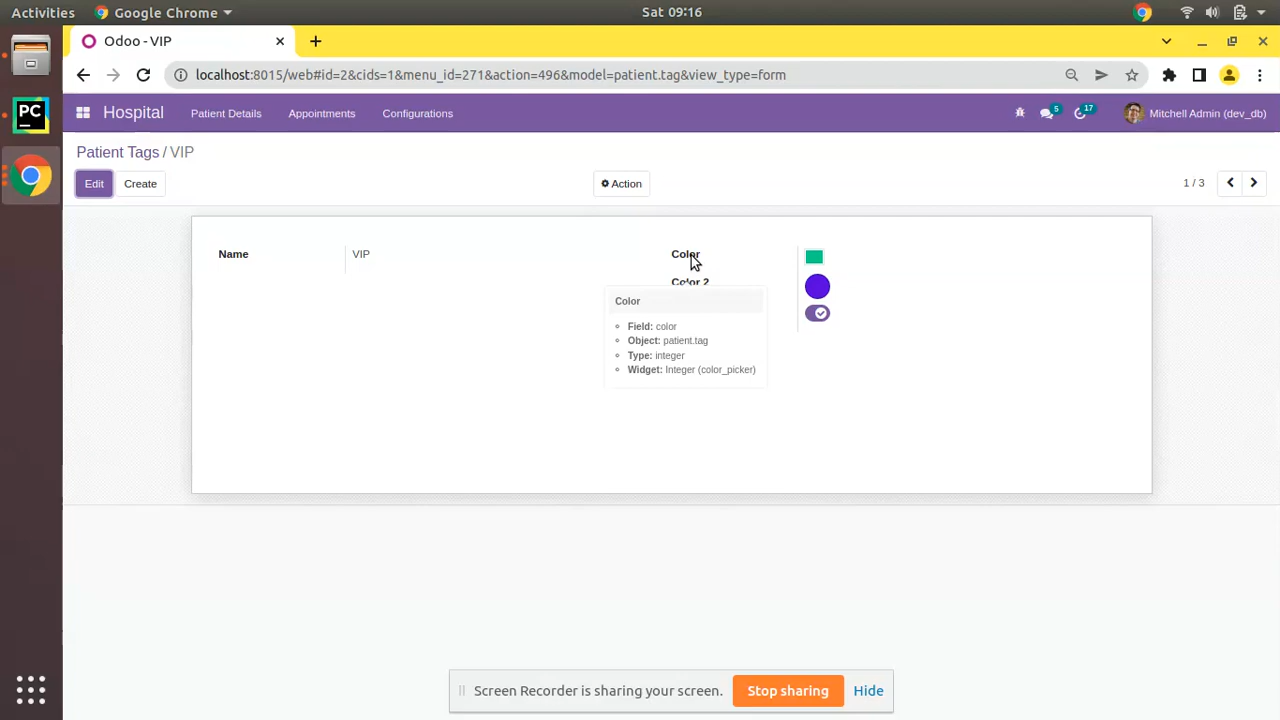 Activities Google Chrome Sat 09:16
Odoo - VIP
localhost:8015/web#id=2&cids=1&menu_id=271&action=496&model=patient.tag&view_type=form
PC Hospital Patient Details Appointments Configurations 5 17 Mitchell Admin (dev_db)
Patient Tags / VIP
Edit Create Action 1 / 3
Name VIP Color
Color 2
Color
Field: color
Object: patient.tag
Type: integer
Widget: Integer (color_picker)
Screen Recorder is sharing your screen. Stop sharing Hide